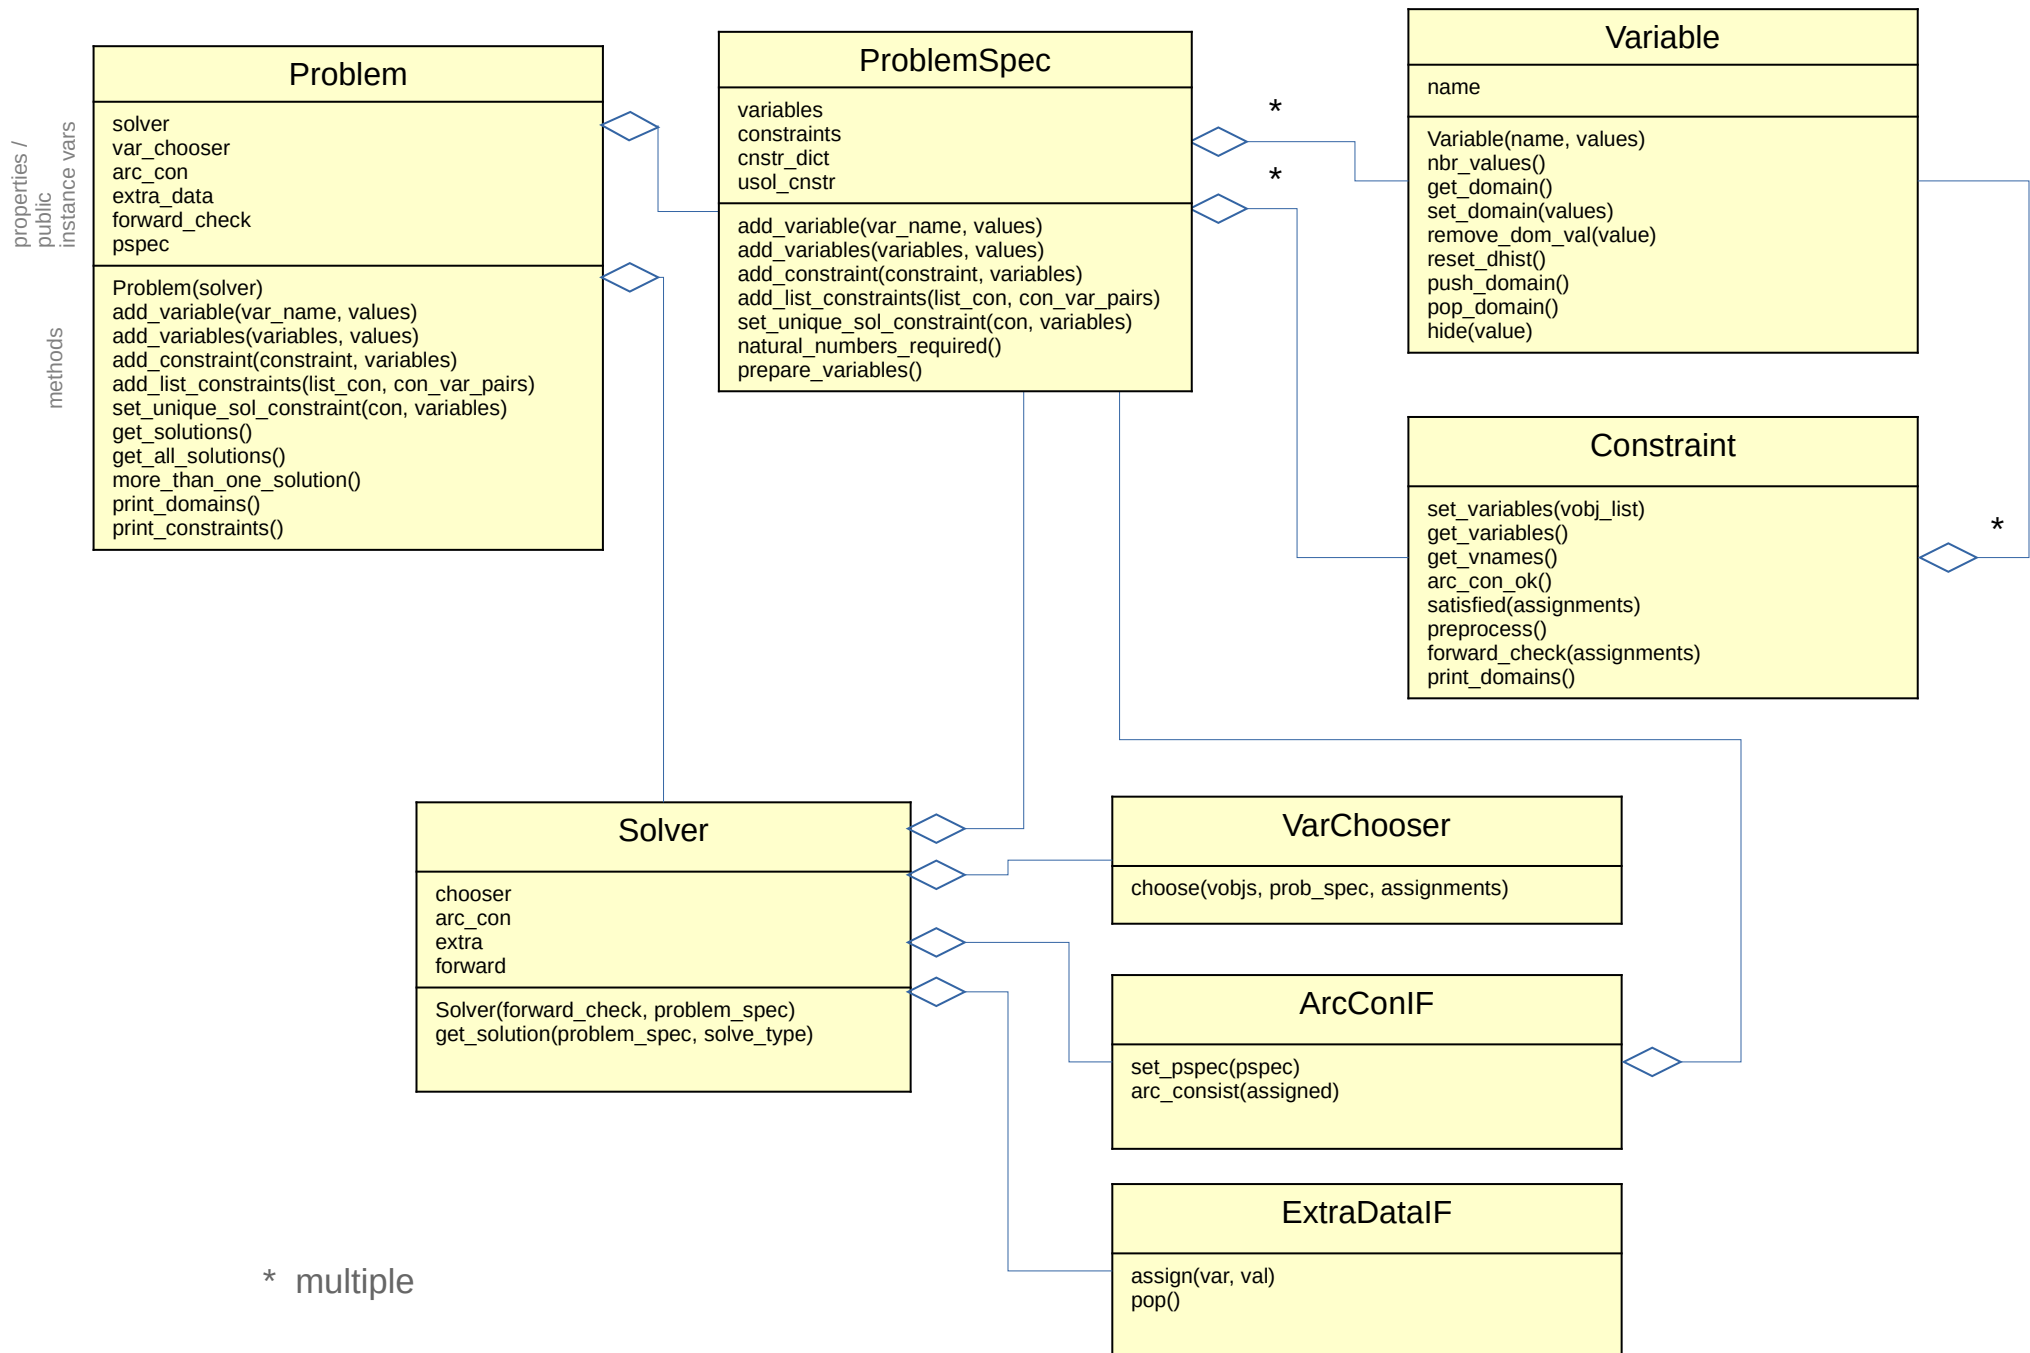 Problem
solver
var_chooser
arc_con
extra_data
forward_check
pspec
Problem(solver)
add_variable(var_name, values)
add_variables(variables, values)
add_constraint(constraint, variables)
add_list_constraints(list_con, con_var_pairs)
set_unique_sol_constraint(con, variables)
get_solutions()
get_all_solutions()
more_than_one_solution()
print_domains()
print_constraints()
properties /
public
instance vars
methods
ProblemSpec
variables
constraints
cnstr_dict
usol_cnstr
add_variable(var_name, values)
add_variables(variables, values)
add_constraint(constraint, variables)
add_list_constraints(list_con, con_var_pairs)
set_unique_sol_constraint(con, variables)
natural_numbers_required()
prepare_variables()
*
*
Variable
name
Variable(name, values)
nbr_values()
get_domain()
set_domain(values)
remove_dom_val(value)
reset_dhist()
push_domain()
pop_domain()
hide(value)
Constraint
set_variables(vobj_list)
get_variables()
get_vnames()
arc_con_ok()
satisfied(assignments)
preprocess()
forward_check(assignments)
print_domains()
*
Solver
chooser
arc_con
extra
forward
Solver(forward_check, problem_spec)
get_solution(problem_spec, solve_type)
VarChooser
choose(vobjs, prob_spec, assignments)
ArcConIF
set_pspec(pspec)
arc_consist(assigned)
ExtraDataIF
assign(var, val)
pop()
* multiple